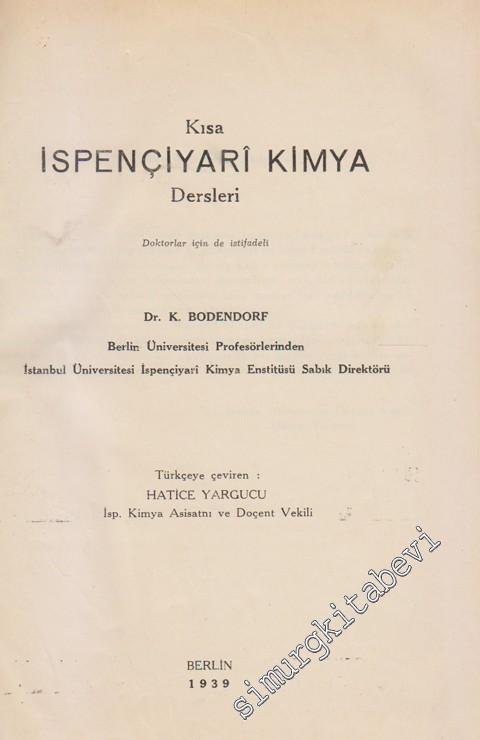 Kısa
İSPENÇİYARÎ KİMYA
Dersleri
Doktorlar için de istifadeli
Dr. K. BODENDORF
Berlin Üniversitesi Profesörlerinden
İstanbul Üniversitesi İspençiyarî Kimya Enstitüsü Sabık Direktörü
Türkçeye çeviren :
HATİCE YARGUCU
İsp. Kimya Asisatnı ve Doçent Vekili
BERLİN
1939
simurgkitabevi